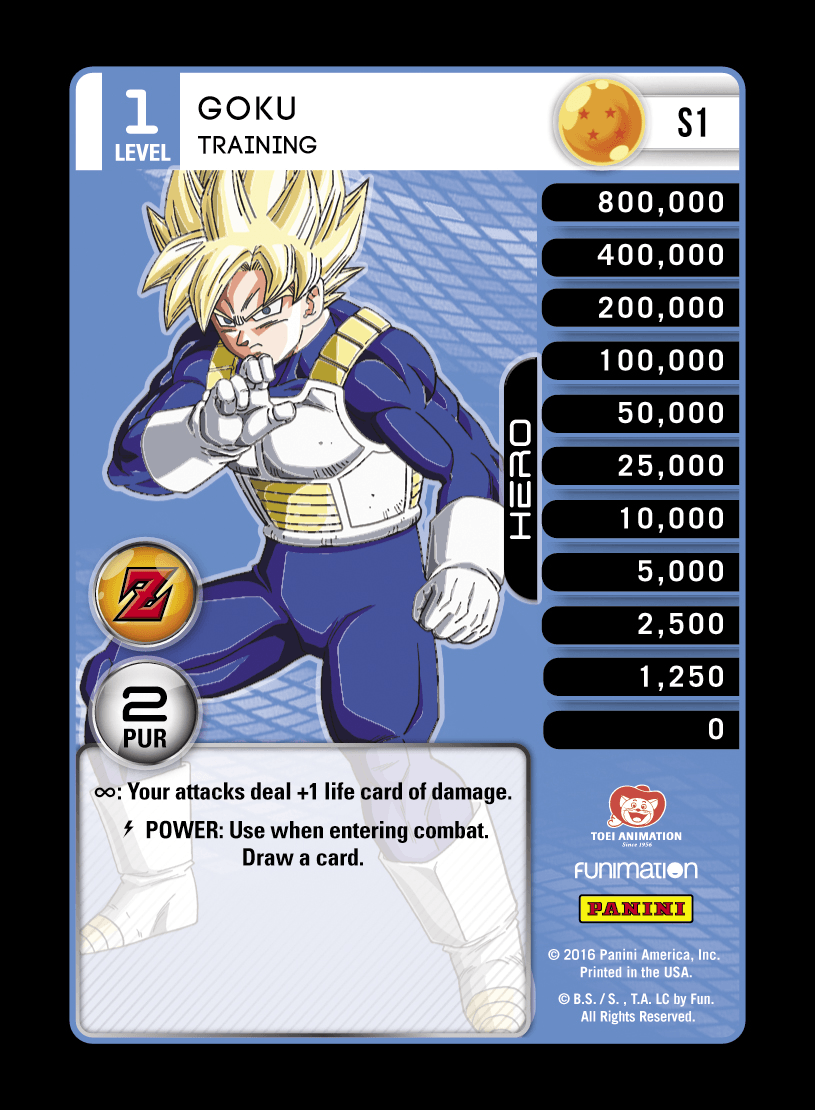 1
LEVEL
GOKU
TRAINING
S1
800,000
400,000
200,000
100,000
50,000
25,000
10,000
5,000
2,500
1,250
0
HERO
Z
2
PUR
∞: Your attacks deal +1 life card of damage.
POWER: Use when entering combat.
Draw a card.
TOEI ANIMATION
Since 1956
FUNIMATION
PANINI
© 2016 Panini America, Inc.
Printed in the USA.
© B.S. / S. , T.A. LC by Fun.
All Rights Reserved.